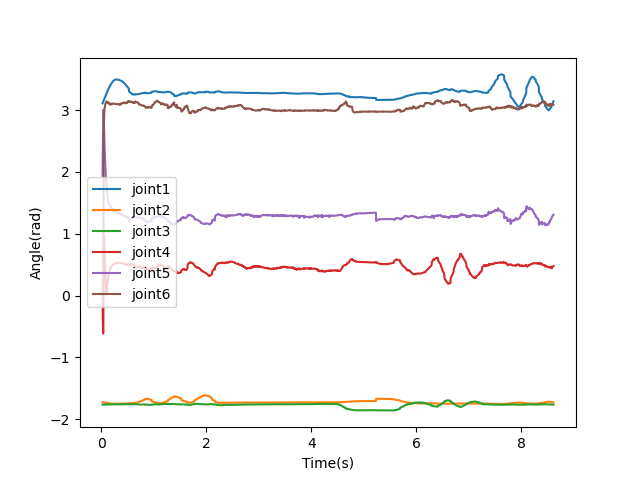 3
2
1
0
−1
−2
Angle(rad)
joint1
joint2
joint3
joint4
joint5
joint6
0 2 4 6 8
Time(s)